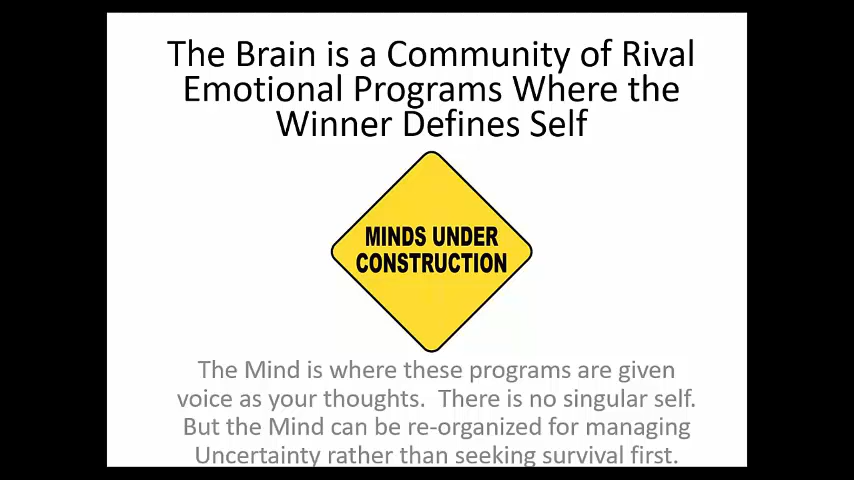 The Brain is a Community of Rival
Emotional Programs Where the
Winner Defines Self
MINDS UNDER
CONSTRUCTION
The Mind is where these programs are given
voice as your thoughts.  There is no singular self.
But the Mind can be re-organized for managing
Uncertainty rather than seeking survival first.